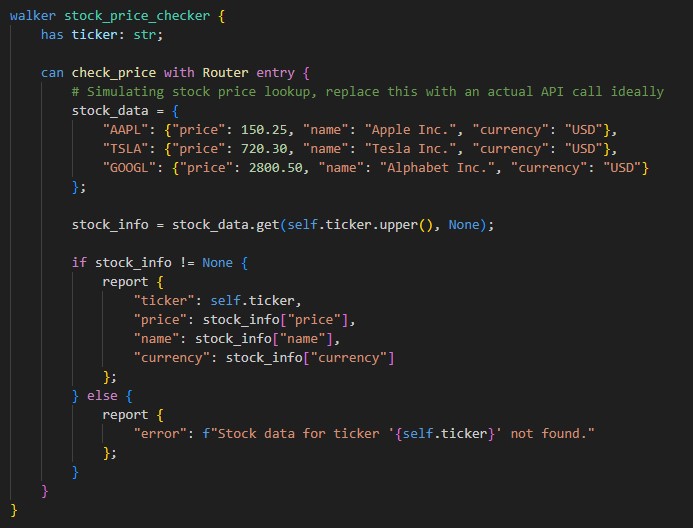 walker stock_price_checker {
    has ticker: str;

    can check_price with Router entry {
        # Simulating stock price lookup, replace this with an actual API call ideally
        stock_data = {
            "AAPL": {"price": 150.25, "name": "Apple Inc.", "currency": "USD"},
            "TSLA": {"price": 720.30, "name": "Tesla Inc.", "currency": "USD"},
            "GOOGL": {"price": 2800.50, "name": "Alphabet Inc.", "currency": "USD"}
        };

        stock_info = stock_data.get(self.ticker.upper(), None);

        if stock_info != None {
            report {
                "ticker": self.ticker,
                "price": stock_info["price"],
                "name": stock_info["name"],
                "currency": stock_info["currency"]
            };
        } else {
            report {
                "error": f"Stock data for ticker '{self.ticker}' not found."
            };
        }
    }
}